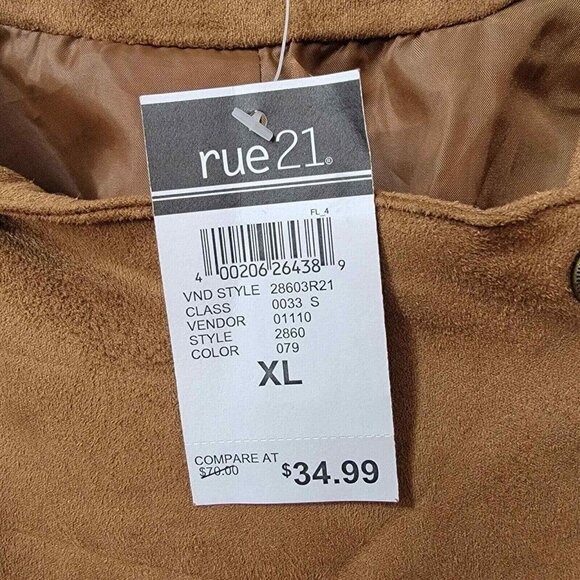 rue21®
FL_4
4 00206 26438 9
VND STYLE 28603R21
CLASS 0033 S
VENDOR 01110
STYLE 2860
COLOR 079
XL
COMPARE AT
$70.00 $34.99